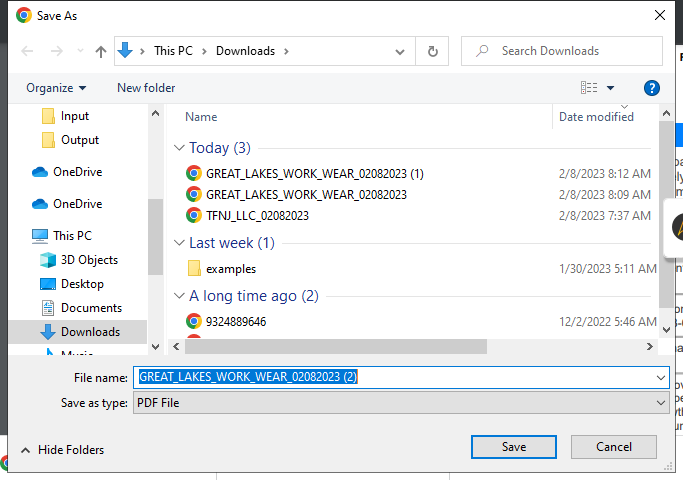 Save As
This PC > Downloads >
Search Downloads
Organize
New folder
Input
Output
OneDrive
OneDrive
This PC
3D Objects
Desktop
Documents
Downloads
Name Date modified
Today (3)
GREAT_LAKES_WORK_WEAR_02082023 (1) 2/8/2023 8:12 AM
GREAT_LAKES_WORK_WEAR_02082023 2/8/2023 8:09 AM
TFNJ_LLC_02082023 2/8/2023 7:37 AM
Last week (1)
examples 1/30/2023 5:11 AM
A long time ago (2)
9324889646 12/2/2022 5:46 AM
File name: GREAT_LAKES_WORK_WEAR_02082023 (2)
Save as type: PDF File
Hide Folders
Save
Cancel